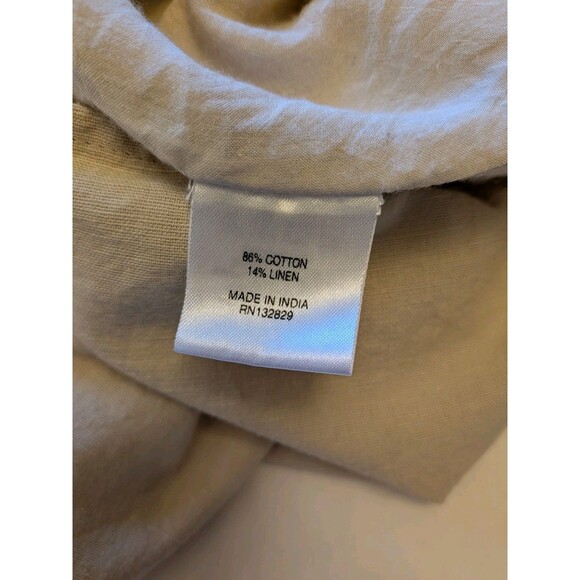 86% COTTON
14% LINEN
MADE IN INDIA
RN132829